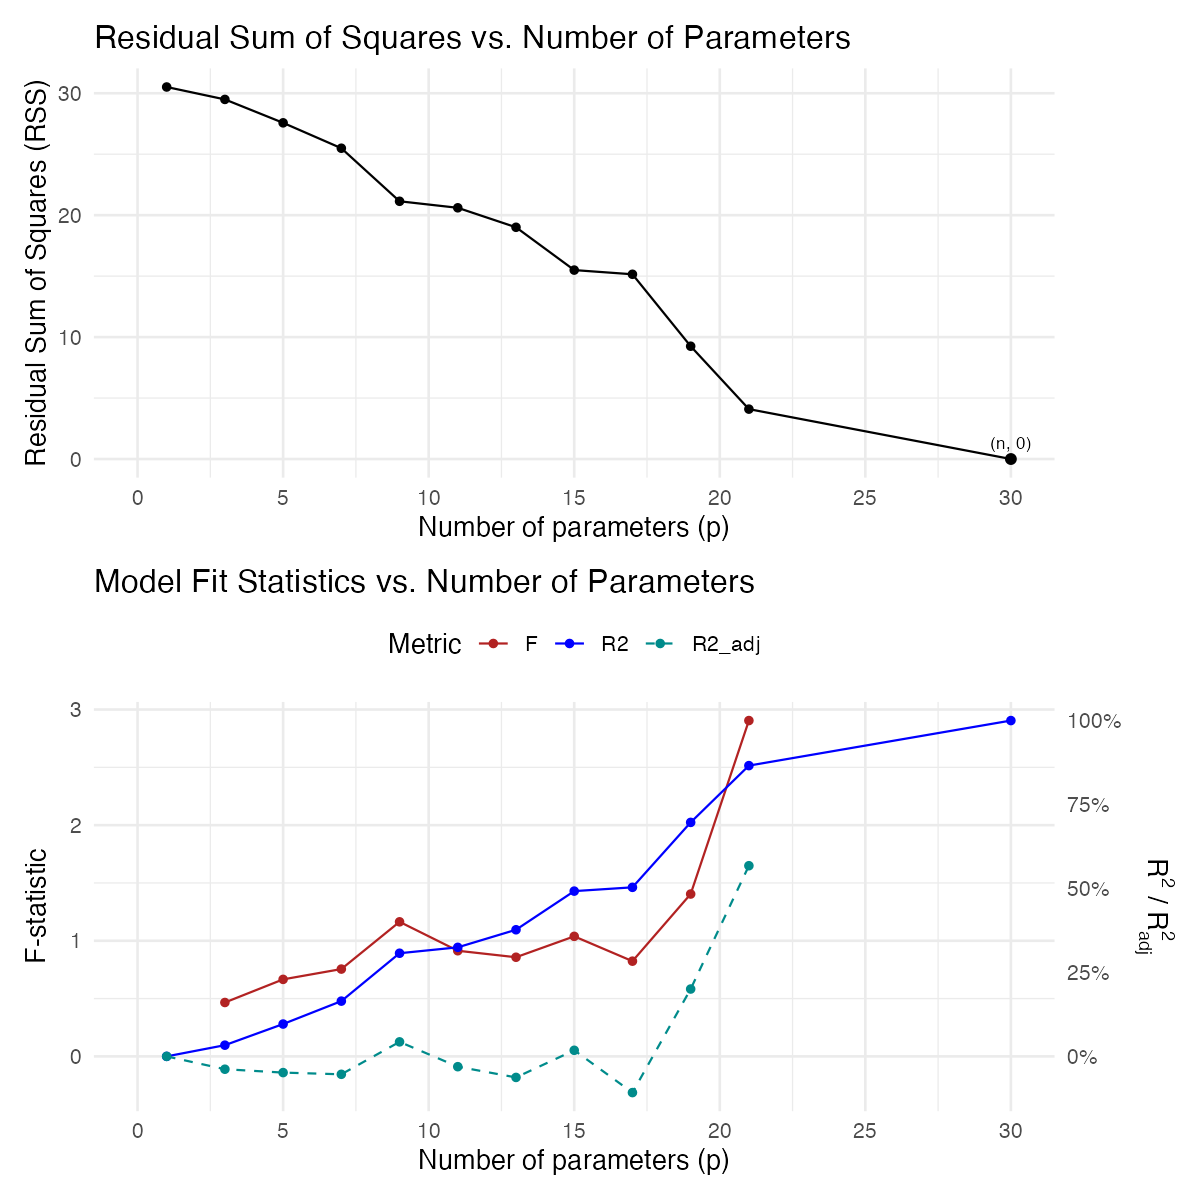 Residual Sum of Squares vs. Number of Parameters
Residual Sum of Squares (RSS)
30
20
10
0
(n, 0)
0 5 10 15 20 25 30
Number of parameters (p)
Model Fit Statistics vs. Number of Parameters
Metric F R2 R2_adj
F-statistic
3
2
1
0
100%
75%
50%
25%
0%
R² / R²adj
0 5 10 15 20 25 30
Number of parameters (p)